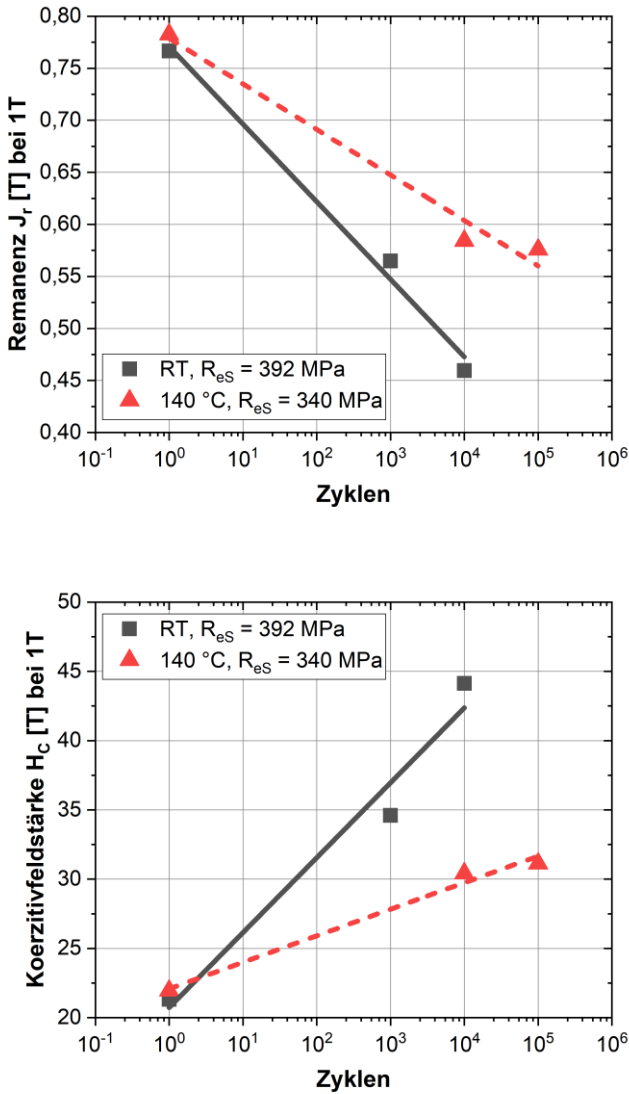 Remanenz Jr [T] bei 1T
0,80
0,75
0,70
0,65
0,60
0,55
0,50
0,45
0,40
RT, ReS = 392 MPa
140 °C, ReS = 340 MPa
10-1 100 101 102 103 104 105 106
Zyklen
Koerzitivfeldstärke HC [T] bei 1T
50
45
40
35
30
25
20
RT, ReS = 392 MPa
140 °C, ReS = 340 MPa
10-1 100 101 102 103 104 105 106
Zyklen